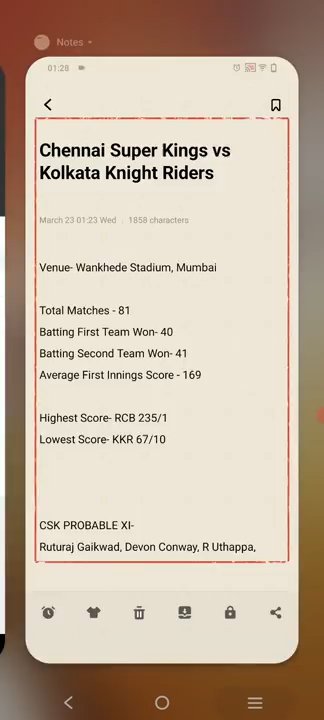 Notes
01:28
Chennai Super Kings vs
Kolkata Knight Riders
March 23 01:23 Wed | 1858 characters
Venue- Wankhede Stadium, Mumbai
Total Matches - 81
Batting First Team Won- 40
Batting Second Team Won- 41
Average First Innings Score - 169
Highest Score- RCB 235/1
Lowest Score- KKR 67/10
CSK PROBABLE XI-
Ruturaj Gaikwad, Devon Conway, R Uthappa,